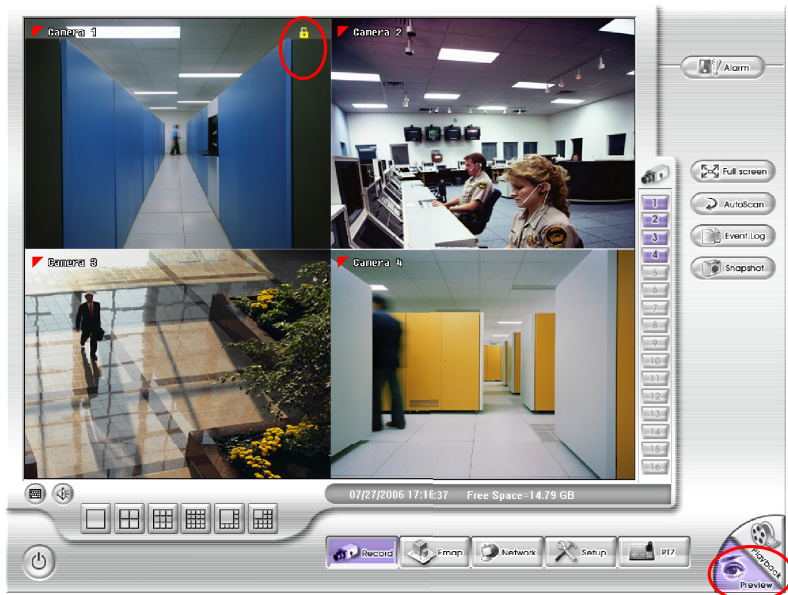 Camera 1
Camera 2
Alarm
Full screen
1
AutoScan
2
3
Event Log
4
Camera 3
Camera 4
5
Snapshot
6
7
8
9
10
11
12
13
14
15
16
07/27/2006 17:16:37 Free Space=14.79 GB
Record
Emap
Network
Setup
PTZ
Playback
Preview